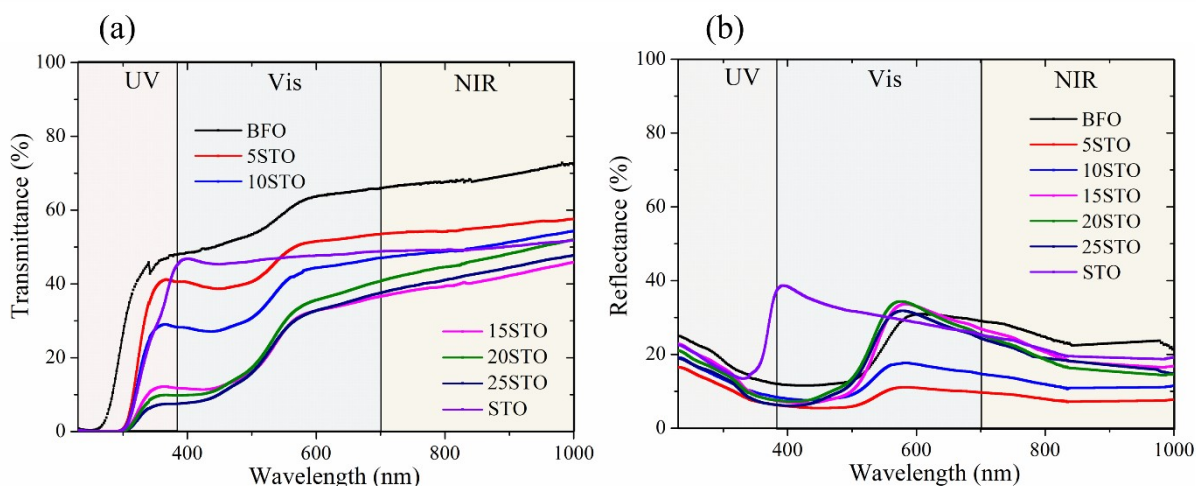 (a)
UV Vis NIR
BFO
5STO
10STO
15STO
20STO
25STO
STO
100
80
60
40
20
0
400 600 800 1000
Transmittance (%)
Wavelength (nm)
(b)
UV Vis NIR
BFO
5STO
10STO
15STO
20STO
25STO
STO
100
80
60
40
20
0
400 600 800 1000
Reflectance (%)
Wavelength (nm)